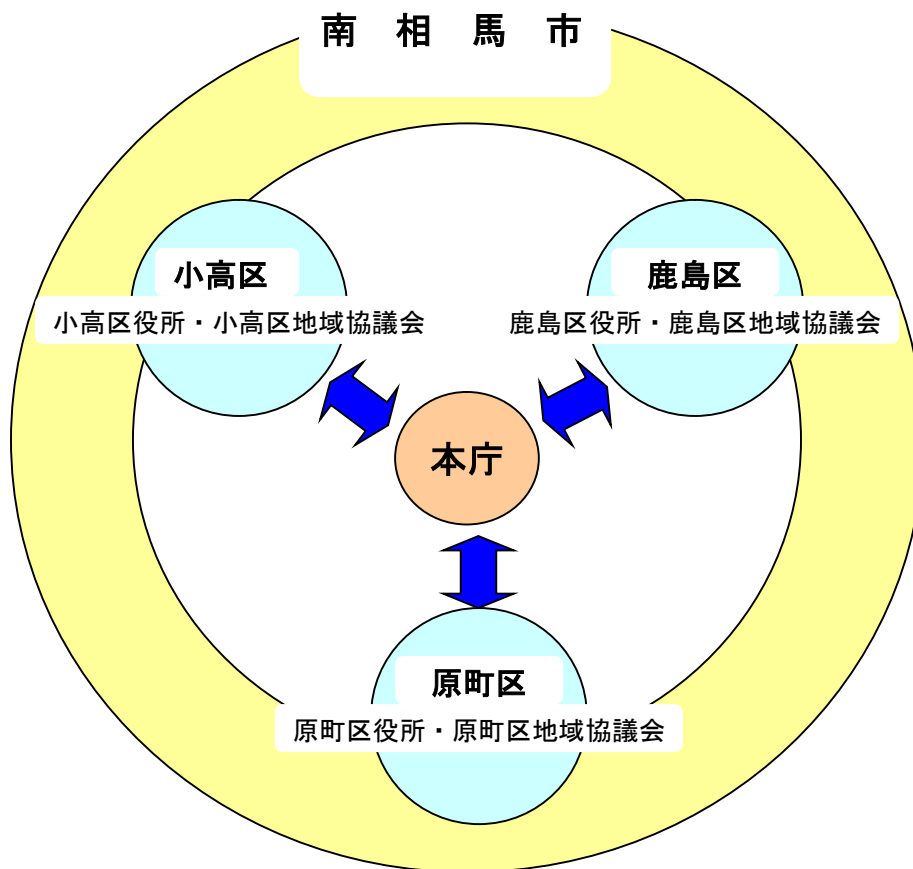 南 相 馬 市
小高区
小高区役所・小高区地域協議会
鹿島区
鹿島区役所・鹿島区地域協議会
本庁
原町区
原町区役所・原町区地域協議会